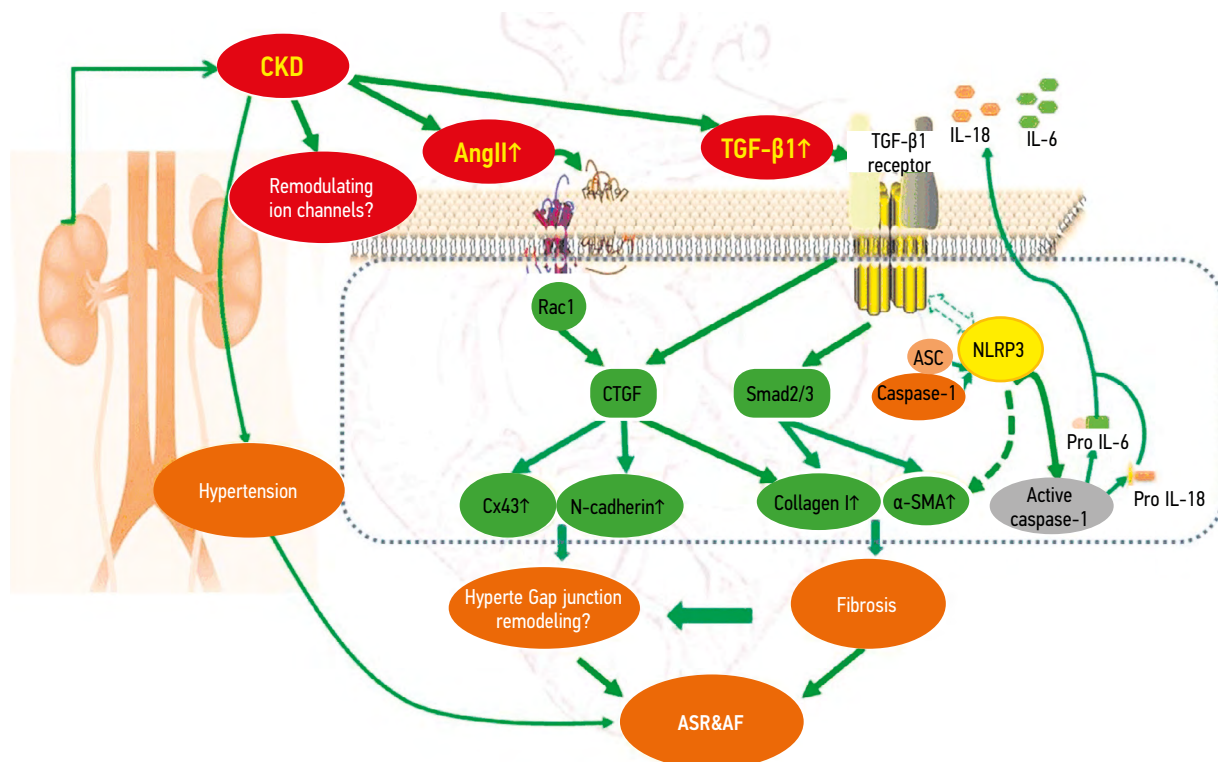 CKD
AngII↑
TGF-β1↑
TGF-β1
receptor
IL-18
IL-6
Remodulating
ion channels?
Rac1
NLRP3
ASC
Caspase-1
CTGF
Smad2/3
Pro IL-6
Pro IL-18
Hypertension
Cx43↑
N-cadherin↑
Collagen I↑
α-SMA↑
Active
caspase-1
Hyperte Gap junction
remodeling?
Fibrosis
ASR&AF